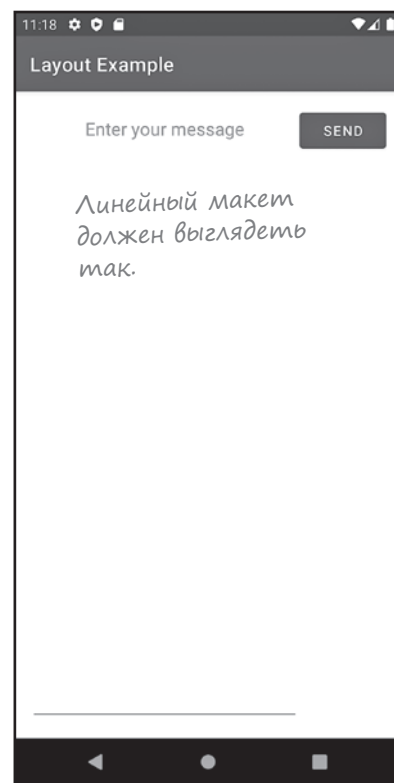 11:18
Layout Example
Enter your message
SEND
Линейный макет
должен выглядеть
так.